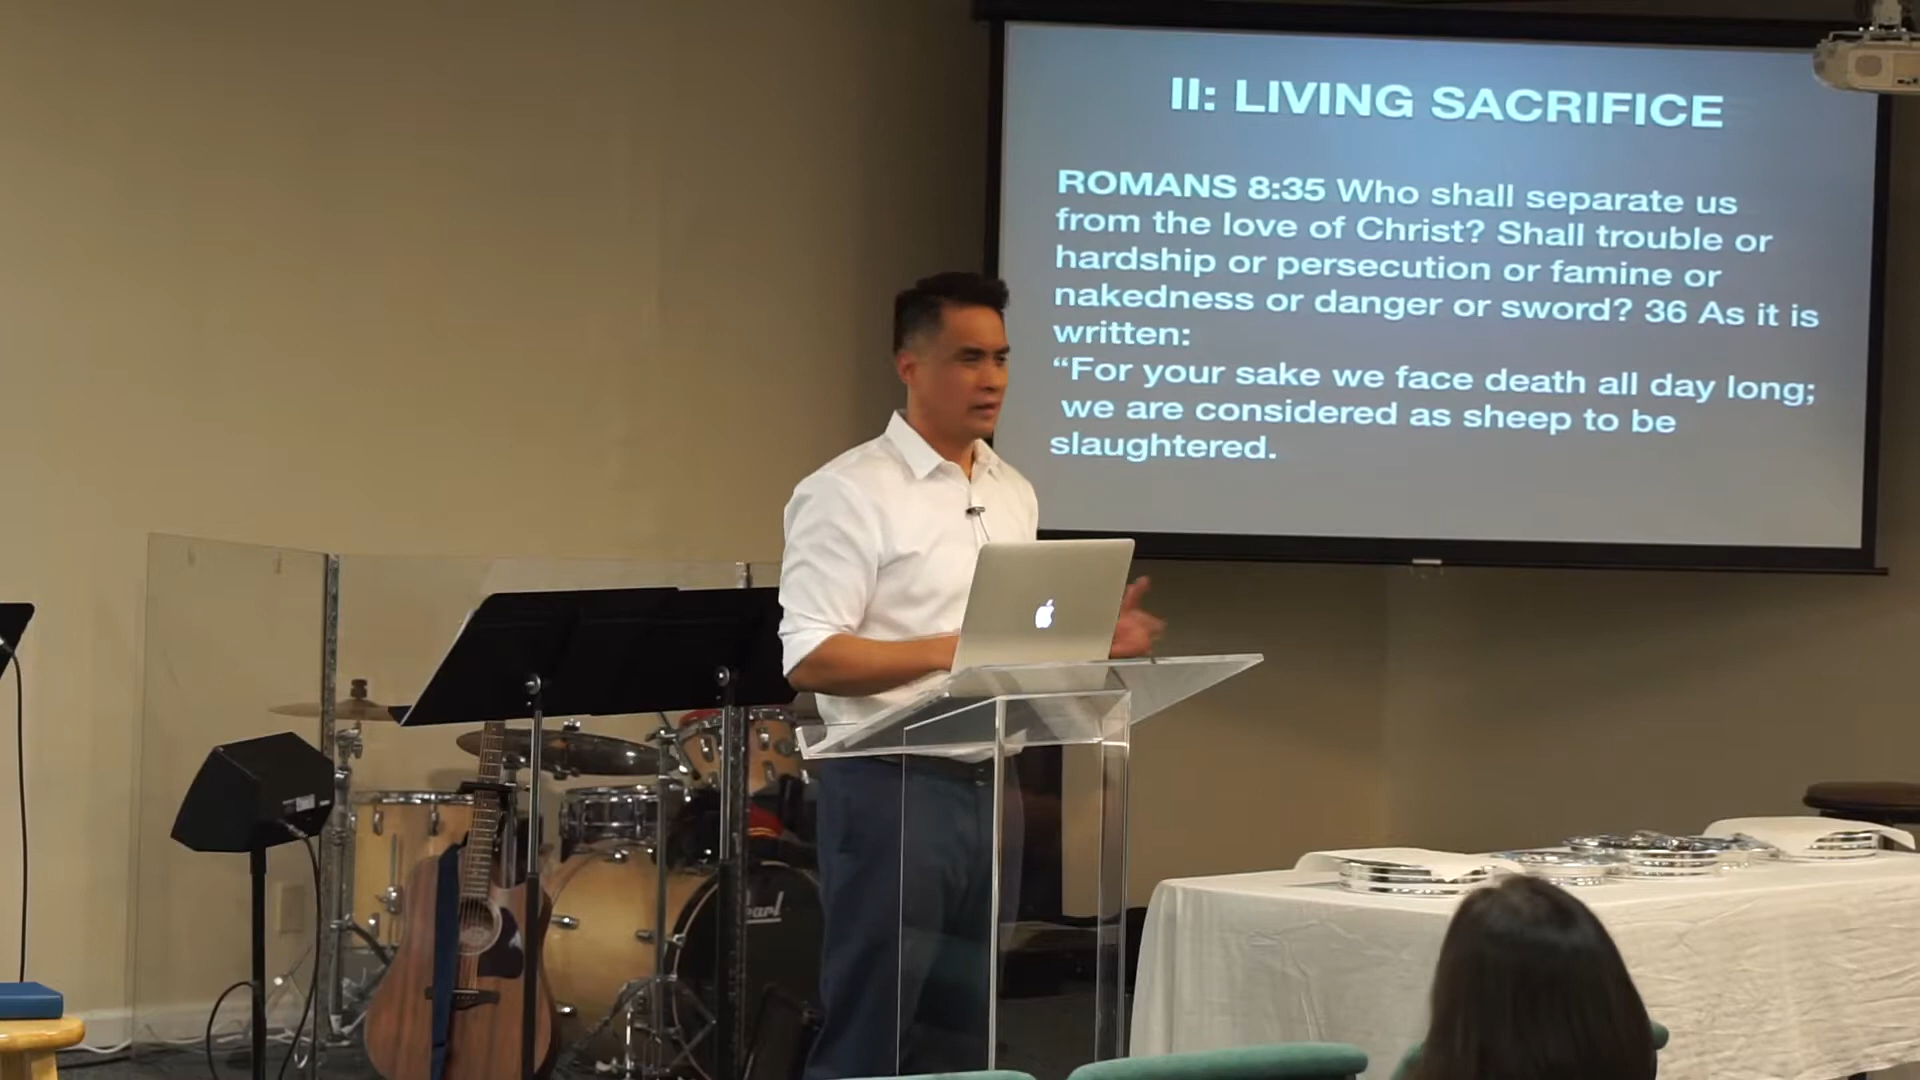 II: LIVING SACRIFICE
ROMANS 8:35 Who shall separate us
from the love of Christ? Shall trouble or
hardship or persecution or famine or
nakedness or danger or sword? 36 As it is
written:
“For your sake we face death all day long;
we are considered as sheep to be
slaughtered.
Pearl